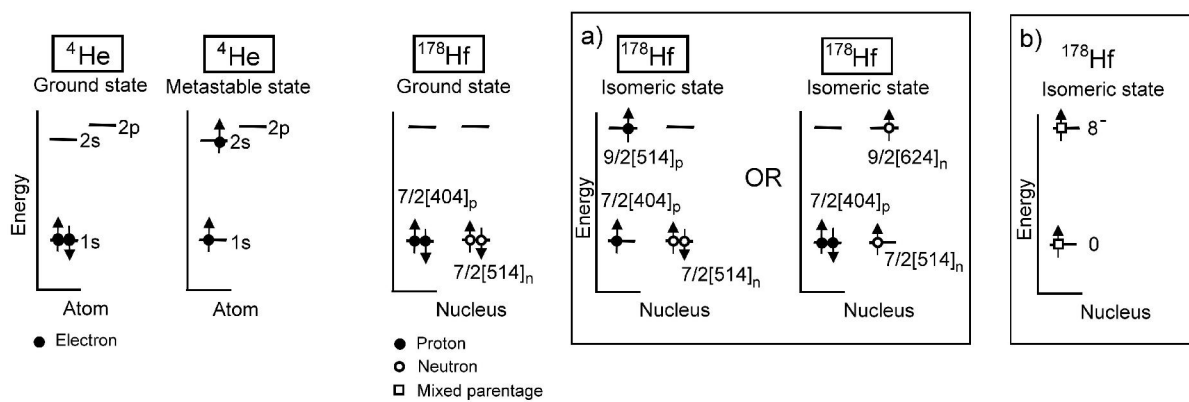 ⁴He
Ground state
2p
2s
1s
Energy
Atom
Electron
⁴He
Metastable state
2p
2s
1s
Atom
¹⁷⁸Hf
Ground state
7/2[404]ₚ
7/2[514]ₙ
Nucleus
Proton
Neutron
Mixed parentage
a)
¹⁷⁸Hf
Isomeric state
9/2[514]ₚ
7/2[404]ₚ
7/2[514]ₙ
Energy
Nucleus
OR
¹⁷⁸Hf
Isomeric state
9/2[624]ₙ
7/2[404]ₚ
7/2[514]ₙ
Nucleus
b)
¹⁷⁸Hf
Isomeric state
8⁻
0
Energy
Nucleus